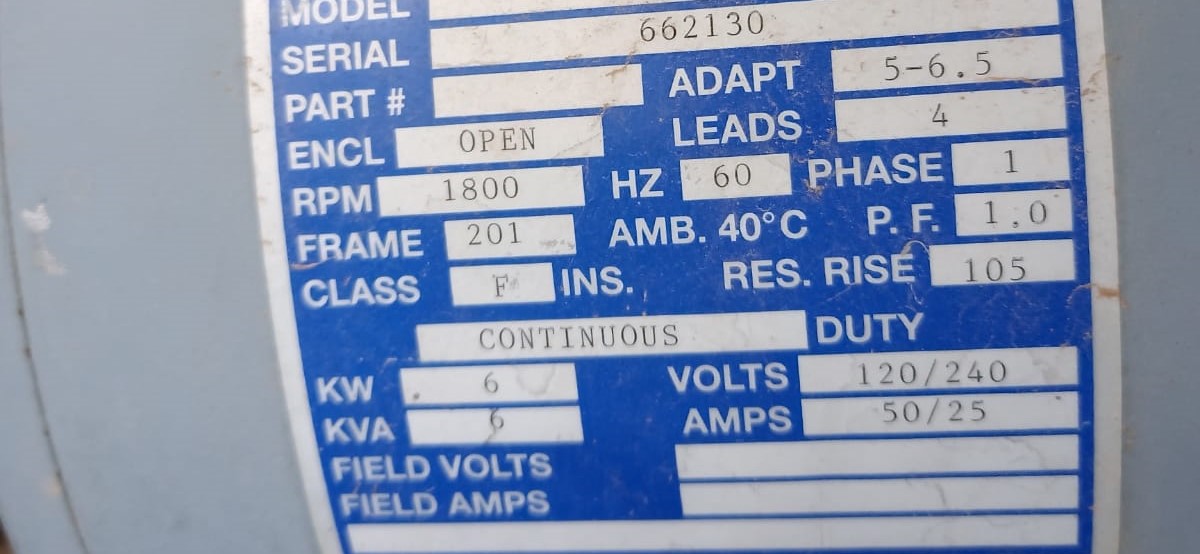 MODEL
SERIAL 662130
PART # ADAPT 5-6.5
ENCL OPEN LEADS 4
RPM 1800 HZ 60 PHASE 1
FRAME 201 AMB. 40°C P. F. 1.0
CLASS F INS. RES. RISE 105
CONTINUOUS DUTY
KW 6 VOLTS 120/240
KVA 6 AMPS 50/25
FIELD VOLTS
FIELD AMPS